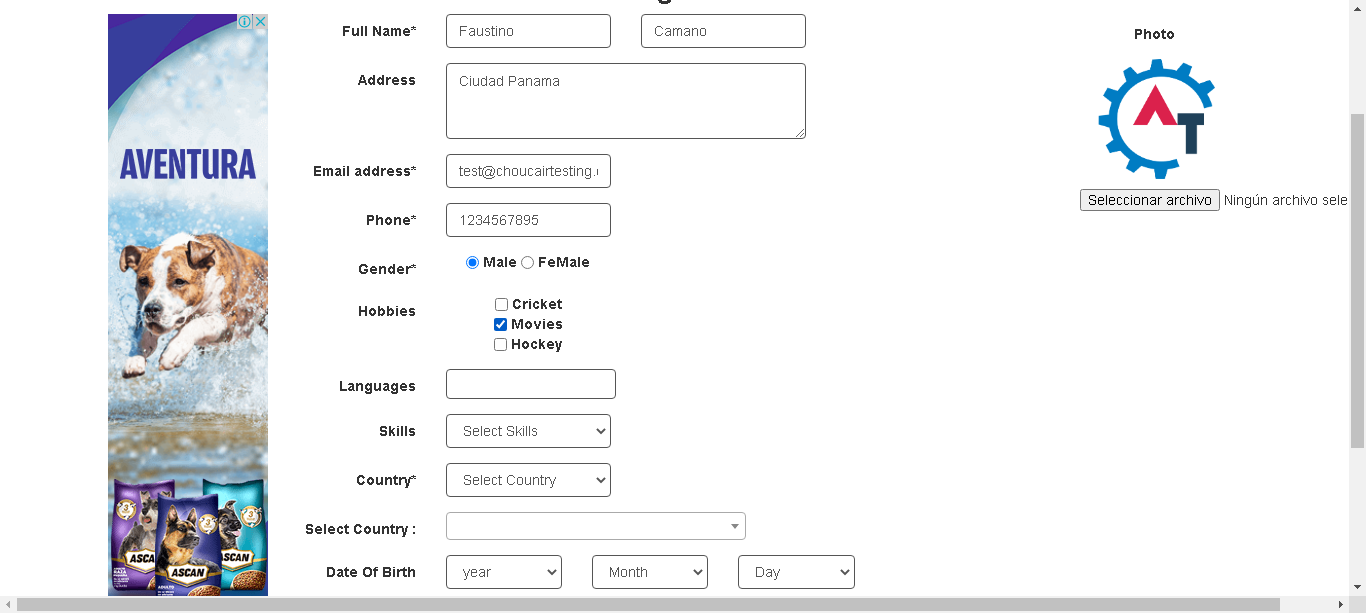 Full Name* Faustino Camano
Photo
Address Ciudad Panama
AVENTURA
AT
Email address* test@choucairtesting.
Seleccionar archivo Ningún archivo sele
Phone* 1234567895
Gender* Male FeMale
Hobbies Cricket
Movies
Hockey
Languages
Skills Select Skills
Country* Select Country
Select Country :
ASCAN
ASCAN
SCAN
Date Of Birth year Month Day